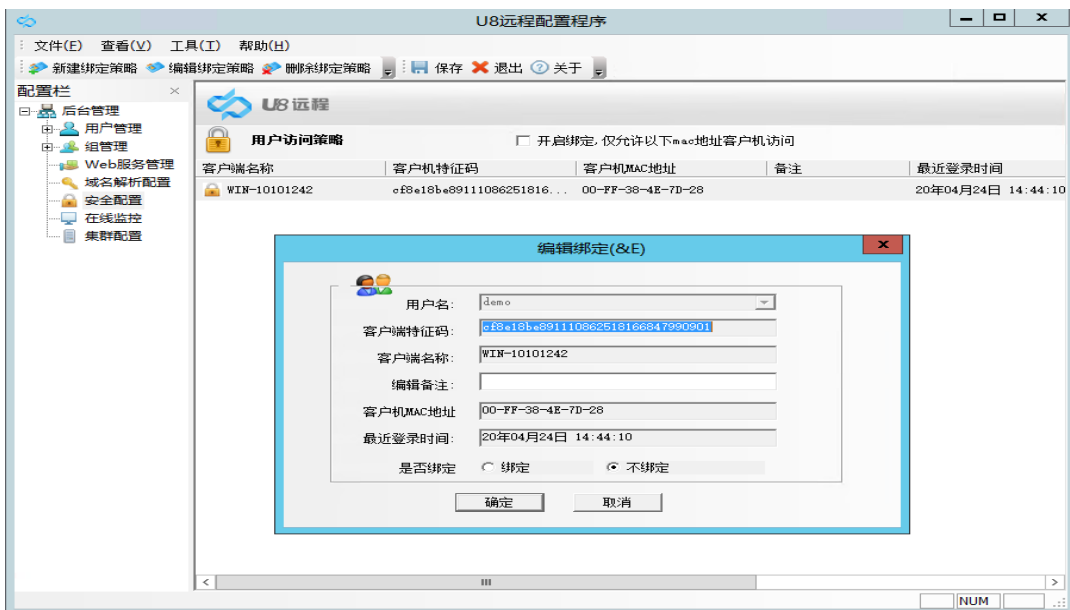 U8远程配置程序
文件(F) 查看(V) 工具(T) 帮助(H)
新建绑定策略 编辑绑定策略 删除绑定策略 保存 退出 关于
配置栏
后台管理
用户管理
组管理
Web服务管理
域名解析配置
安全配置
在线监控
集群配置
U8远程
用户访问策略 开启绑定,仅允许以下mac地址客户机访问
客户端名称 客户机特征码 客户机MAC地址 备注 最近登录时间
WIN-10101242 cf8e18be89111086251816... 00-FF-38-4E-7D-28 20年04月24日 14:44:10
编辑绑定(&E)
用户名: demo
客户端特征码: cf8e18be891110862518166847990901
客户端名称: WIN-10101242
编辑备注:
客户机MAC地址 00-FF-38-4E-7D-28
最近登录时间: 20年04月24日 14:44:10
是否绑定 绑定 不绑定
确定 取消
NUM